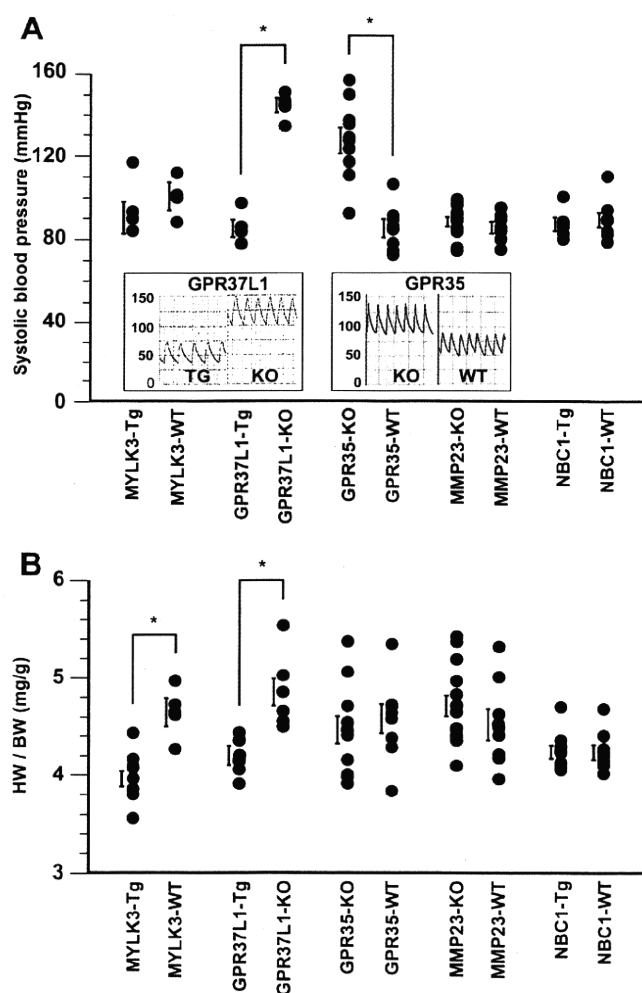 A
* *
Systolic blood pressure (mmHg)
160
120
80
40
0
GPR37L1
150
100
50
0
TG KO
GPR35
150
100
50
0
KO WT
MYLK3-Tg
MYLK3-WT
GPR37L1-Tg
GPR37L1-KO
GPR35-KO
GPR35-WT
MMP23-KO
MMP23-WT
NBC1-Tg
NBC1-WT
B
* *
HW / BW (mg/g)
6
5
4
3
MYLK3-Tg
MYLK3-WT
GPR37L1-Tg
GPR37L1-KO
GPR35-KO
GPR35-WT
MMP23-KO
MMP23-WT
NBC1-Tg
NBC1-WT